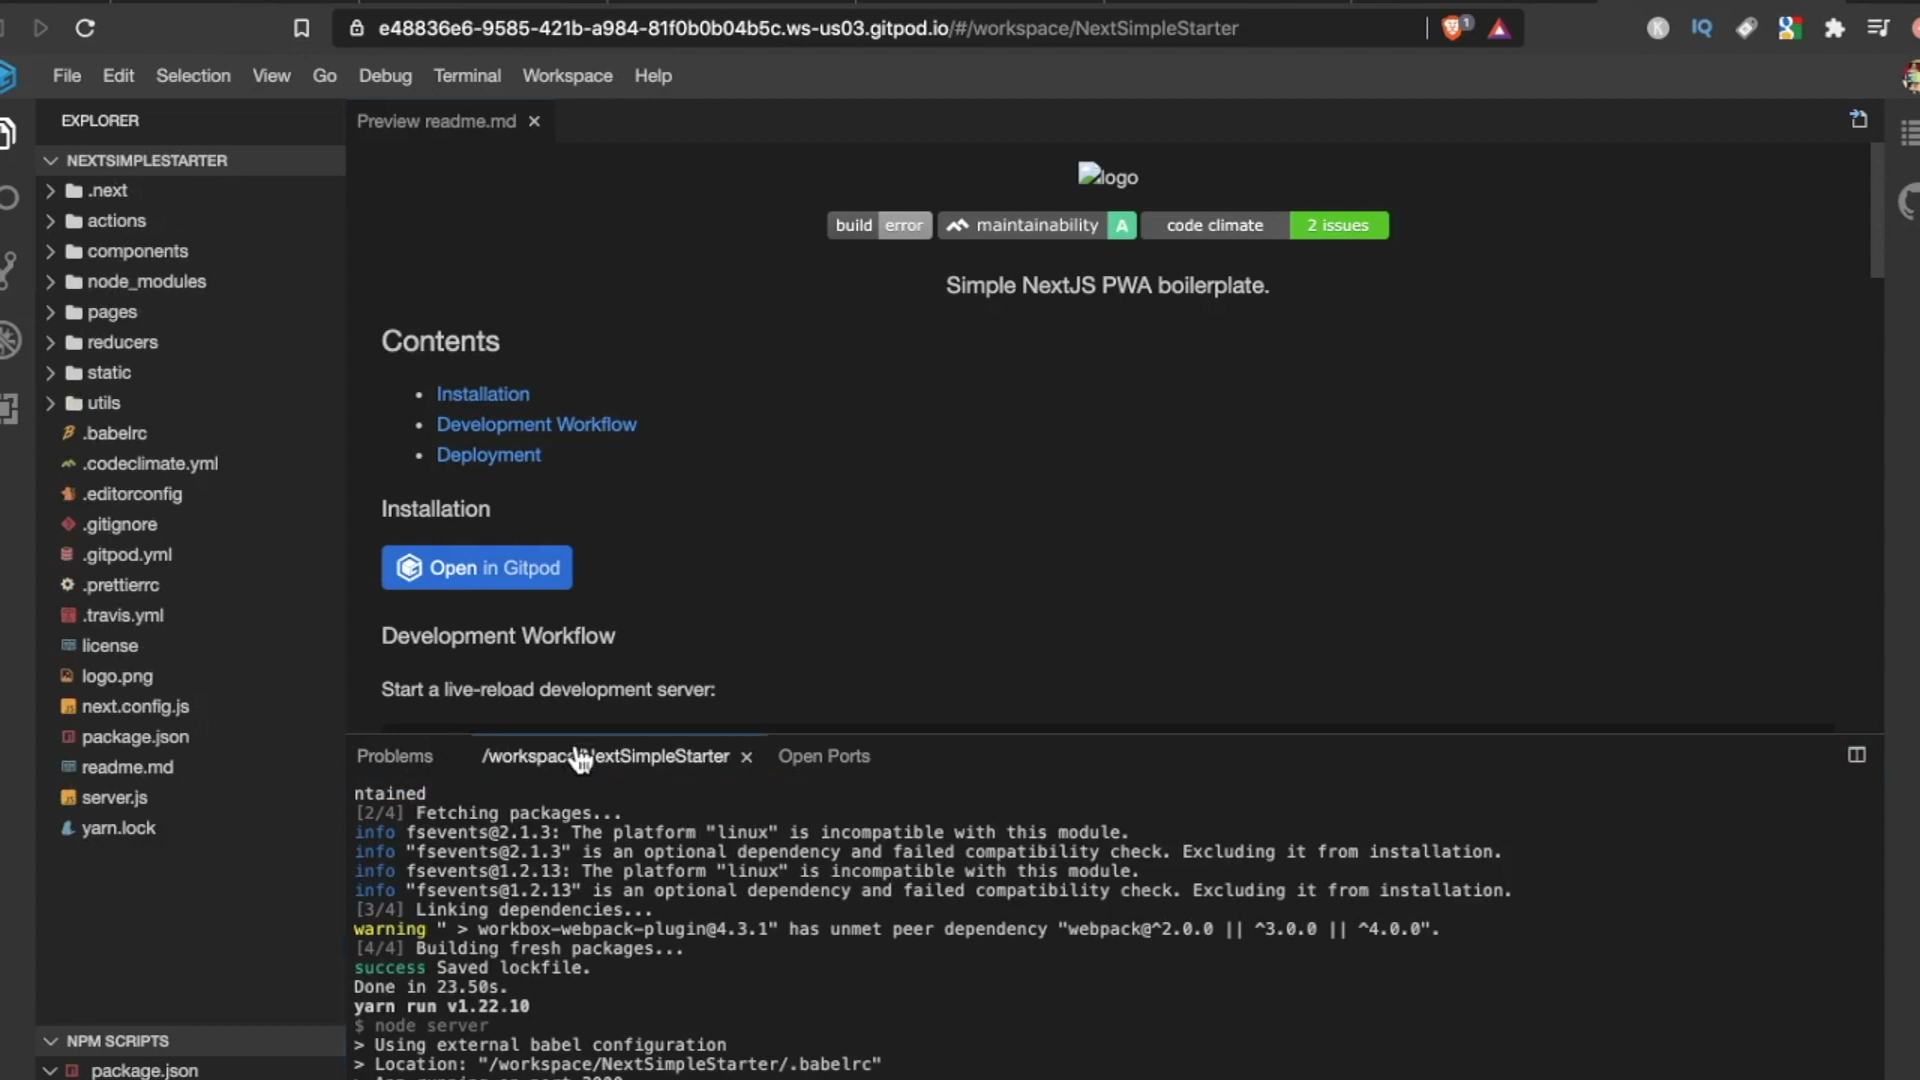 e48836e6-9585-421b-a984-81f0b0b04b5c.ws-us03.gitpod.io/#/workspace/NextSimpleStarter
1
K
IQ
File Edit Selection View Go Debug Terminal Workspace Help
EXPLORER
Preview readme.md
NEXTSIMPLESTARTER
.next
actions
components
node_modules
pages
reducers
static
utils
.babelrc
.codeclimate.yml
.editorconfig
.gitignore
.gitpod.yml
.prettierrc
.travis.yml
license
logo.png
next.config.js
package.json
readme.md
server.js
yarn.lock
NPM SCRIPTS
package.json
logo
build error maintainability A code climate 2 issues
Simple NextJS PWA boilerplate.
Contents
• Installation
• Development Workflow
• Deployment
Installation
Open in Gitpod
Development Workflow
Start a live-reload development server:
Problems /workspace/NextSimpleStarter Open Ports
ntained
[2/4] Fetching packages...
info fsevents@2.1.3: The platform "linux" is incompatible with this module.
info "fsevents@2.1.3" is an optional dependency and failed compatibility check. Excluding it from installation.
info fsevents@1.2.13: The platform "linux" is incompatible with this module.
info "fsevents@1.2.13" is an optional dependency and failed compatibility check. Excluding it from installation.
[3/4] Linking dependencies...
warning " > workbox-webpack-plugin@4.3.1" has unmet peer dependency "webpack@^2.0.0 || ^3.0.0 || ^4.0.0".
[4/4] Building fresh packages...
success Saved lockfile.
Done in 23.50s.
yarn run v1.22.10
$ node server
> Using external babel configuration
> Location: "/workspace/NextSimpleStarter/.babelrc"